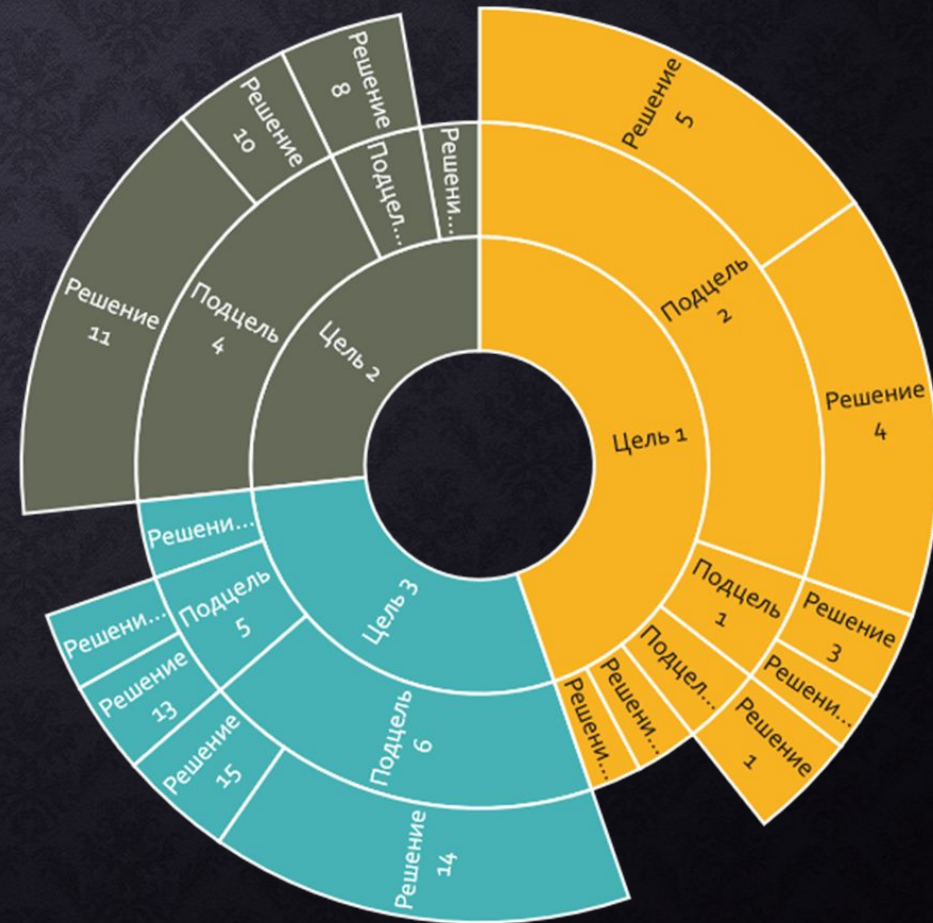 Решение
5
Решение
4
Подцель
2
Цель 1
Подцель
1
Решение
3
Решени...
Решение
1
Подцел...
Решени...
Решени...
Цель 3
Подцель
6
Решение
14
Решение
15
Подцель
5
Решение
13
Решени...
Решени...
Цель 2
Подцель
4
Решение
11
Решение
10
Решение
8
Подцел...
Решени...